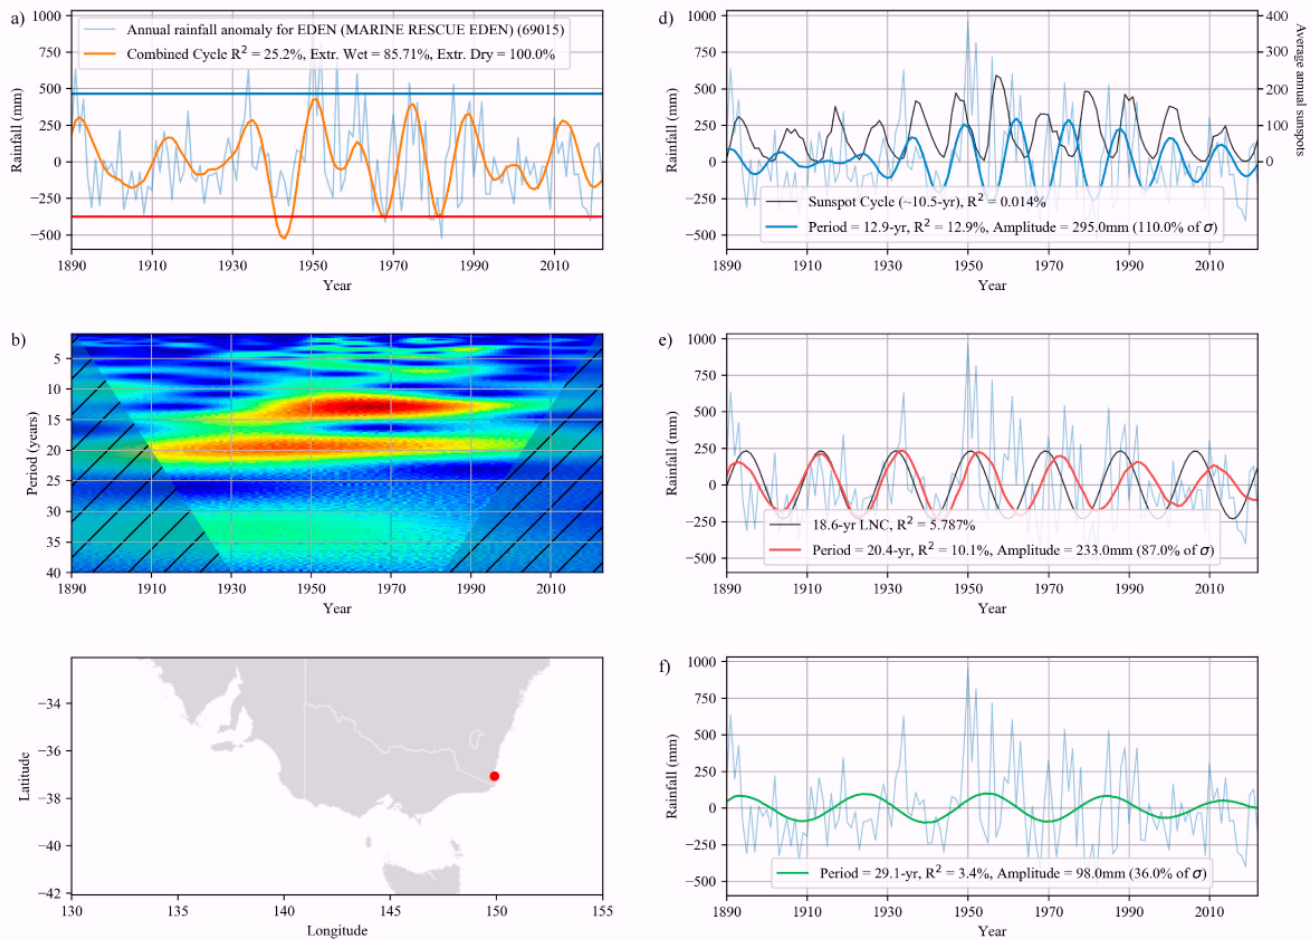 a)
1000
750
500
250
0
−250
−500
Rainfall (mm)
Annual rainfall anomaly for EDEN (MARINE RESCUE EDEN) (69015)
Combined Cycle R² = 25.2%, Extr. Wet = 85.71%, Extr. Dry = 100.0%
1890 1910 1930 1950 1970 1990 2010
Year
d)
1000
750
500
250
0
−250
−500
Rainfall (mm)
400
300
200
100
0
Average annual
sunspots
Sunspot Cycle (~10.5-yr), R² = 0.014%
Period = 12.9-yr, R² = 12.9%, Amplitude = 295.0mm (110.0% of σ)
1890 1910 1930 1950 1970 1990 2010
Year
b)
5
10
15
20
25
30
35
40
Period (years)
1890 1910 1930 1950 1970 1990 2010
Year
e)
1000
750
500
250
0
−250
−500
Rainfall (mm)
18.6-yr LNC, R² = 5.787%
Period = 20.4-yr, R² = 10.1%, Amplitude = 233.0mm (87.0% of σ)
1890 1910 1930 1950 1970 1990 2010
Year
−34
−36
−38
−40
−42
Latitude
130 135 140 145 150 155
Longitude
f)
1000
750
500
250
0
−250
−500
Rainfall (mm)
Period = 29.1-yr, R² = 3.4%, Amplitude = 98.0mm (36.0% of σ)
1890 1910 1930 1950 1970 1990 2010
Year